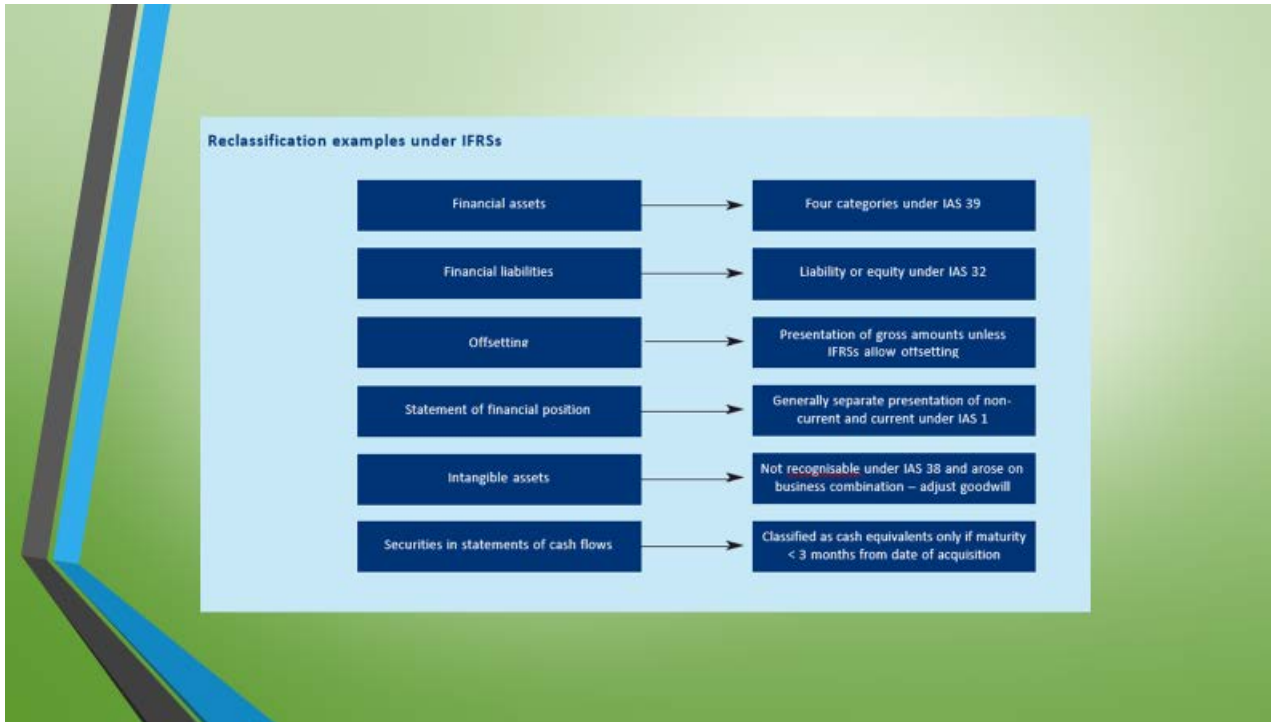 Reclassification examples under IFRSs
Financial assets
Four categories under IAS 39
Financial liabilities
Liability or equity under IAS 32
Offsetting
Presentation of gross amounts unless
IFRSs allow offsetting
Statement of financial position
Generally separate presentation of non-
current and current under IAS 1
Intangible assets
Not recognisable under IAS 38 and arose on
business combination – adjust goodwill
Securities in statements of cash flows
Classified as cash equivalents only if maturity
< 3 months from date of acquisition